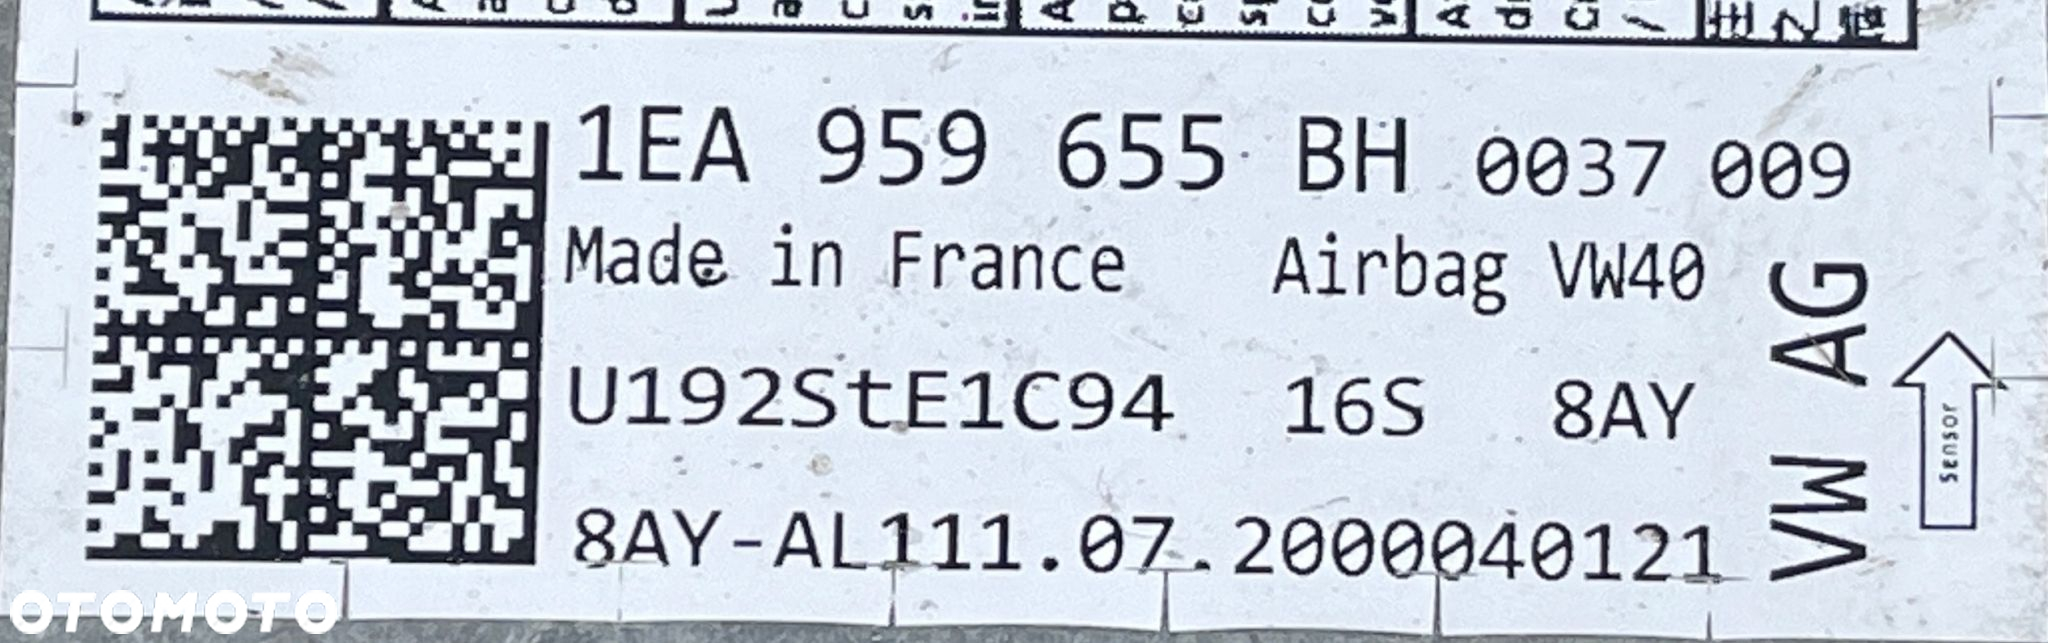 1EA 959 655 BH 0037 009
Made in France Airbag VW40
U192StE1C94 16S 8AY
8AY-AL111.07.2000040121
VW AG
Sensor
OTOMOTO